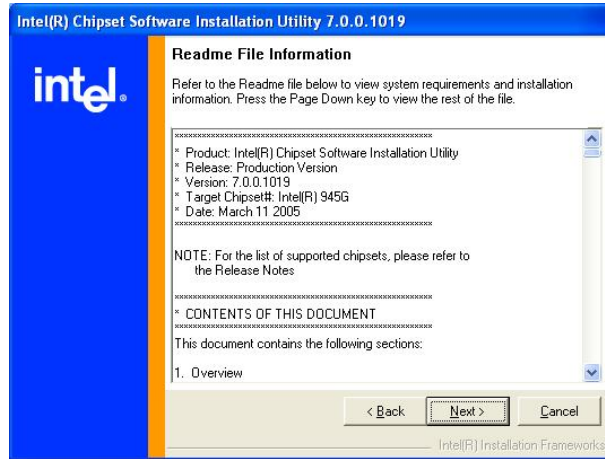 Intel(R) Chipset Software Installation Utility 7.0.0.1019
intel®
Readme File Information
Refer to the Readme file below to view system requirements and installation
information. Press the Page Down key to view the rest of the file.
************************************************************
* Product: Intel(R) Chipset Software Installation Utility
* Release: Production Version
* Version: 7.0.0.1019
* Target Chipset#: Intel(R) 945G
* Date: March 11 2005
************************************************************
NOTE: For the list of supported chipsets, please refer to
the Release Notes
************************************************************
* CONTENTS OF THIS DOCUMENT
************************************************************
This document contains the following sections:
1. Overview
< Back
Next >
Cancel
Intel(R) Installation Frameworks